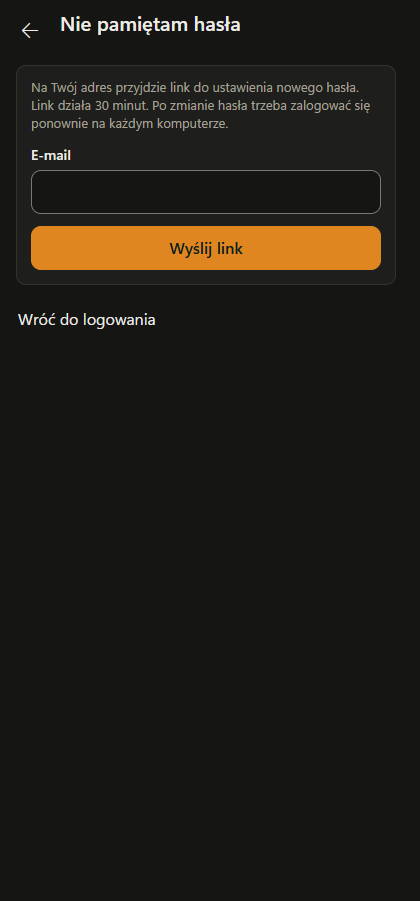 Nie pamiętam hasła
Na Twój adres przyjdzie link do ustawienia nowego hasła.
Link działa 30 minut. Po zmianie hasła trzeba zalogować się
ponownie na każdym komputerze.
E-mail
Wyślij link
Wróć do logowania